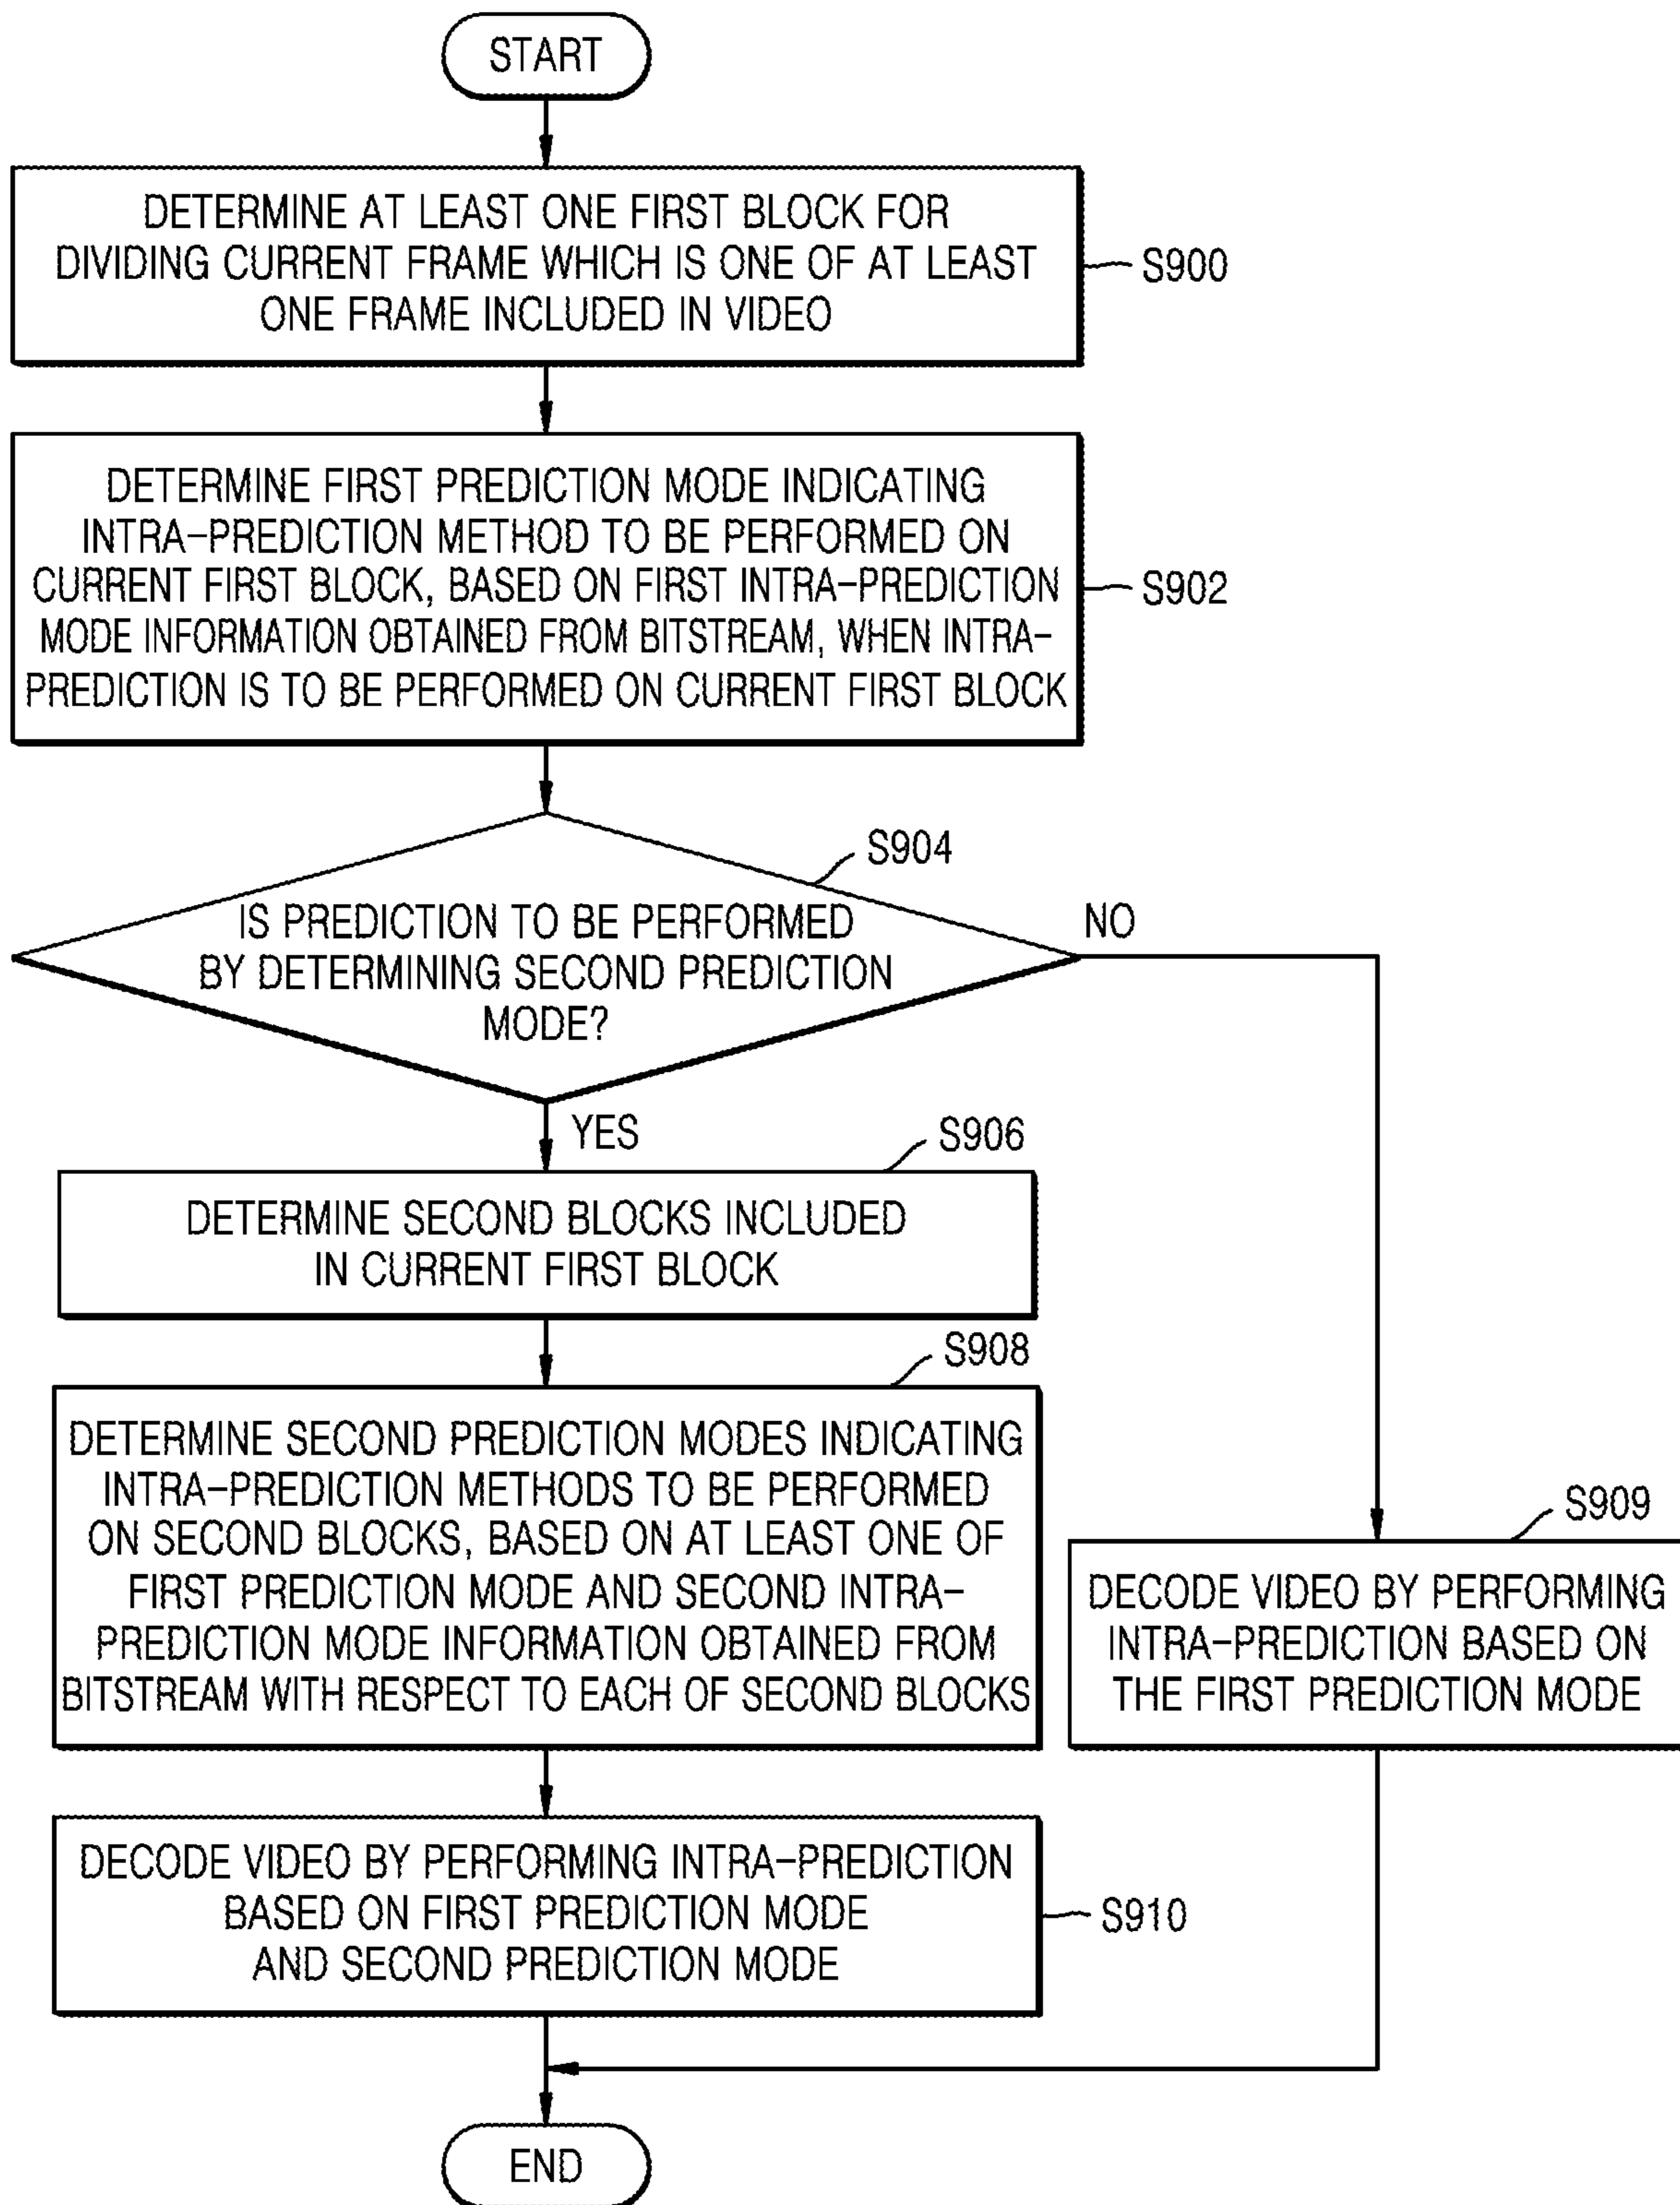 START
DETERMINE AT LEAST ONE FIRST BLOCK FOR
DIVIDING CURRENT FRAME WHICH IS ONE OF AT LEAST
ONE FRAME INCLUDED IN VIDEO
S900
DETERMINE FIRST PREDICTION MODE INDICATING
INTRA-PREDICTION METHOD TO BE PERFORMED ON
CURRENT FIRST BLOCK, BASED ON FIRST INTRA-PREDICTION
MODE INFORMATION OBTAINED FROM BITSTREAM, WHEN INTRA-
PREDICTION IS TO BE PERFORMED ON CURRENT FIRST BLOCK
S902
S904
IS PREDICTION TO BE PERFORMED
BY DETERMINING SECOND PREDICTION
MODE?
NO
YES
S906
DETERMINE SECOND BLOCKS INCLUDED
IN CURRENT FIRST BLOCK
S908
DETERMINE SECOND PREDICTION MODES INDICATING
INTRA-PREDICTION METHODS TO BE PERFORMED
ON SECOND BLOCKS, BASED ON AT LEAST ONE OF
FIRST PREDICTION MODE AND SECOND INTRA-
PREDICTION MODE INFORMATION OBTAINED FROM
BITSTREAM WITH RESPECT TO EACH OF SECOND BLOCKS
S909
DECODE VIDEO BY PERFORMING
INTRA-PREDICTION BASED ON
THE FIRST PREDICTION MODE
DECODE VIDEO BY PERFORMING INTRA-PREDICTION
BASED ON FIRST PREDICTION MODE
AND SECOND PREDICTION MODE
S910
END